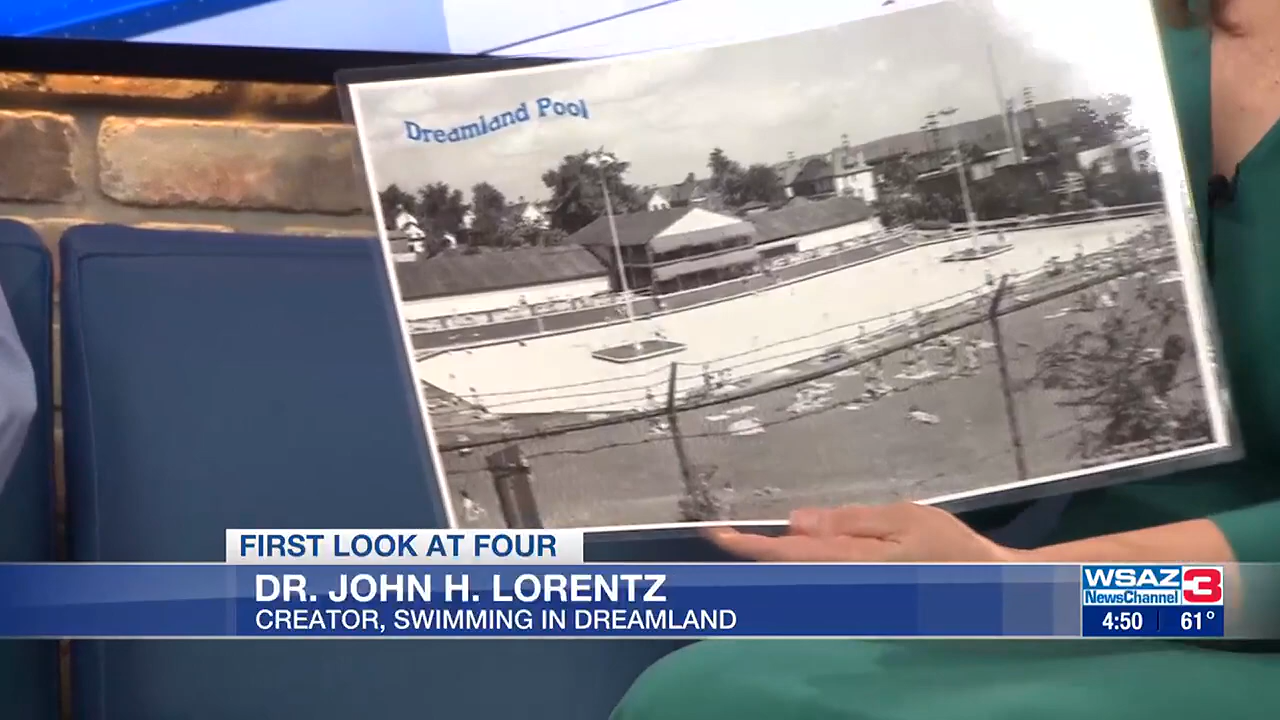 Dreamland Pool
FIRST LOOK AT FOUR
DR. JOHN H. LORENTZ
CREATOR, SWIMMING IN DREAMLAND
WSAZ 3
NewsChannel
4:50 61°